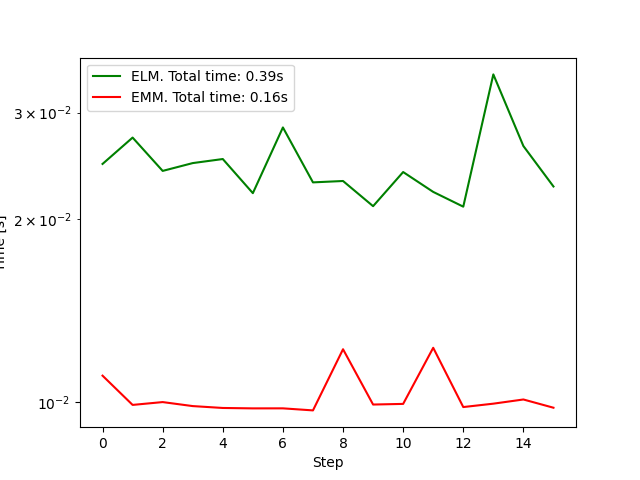 ELM. Total time: 0.39s
EMM. Total time: 0.16s
3 × 10⁻²
2 × 10⁻²
10⁻²
Time [s]
0 2 4 6 8 10 12 14
Step